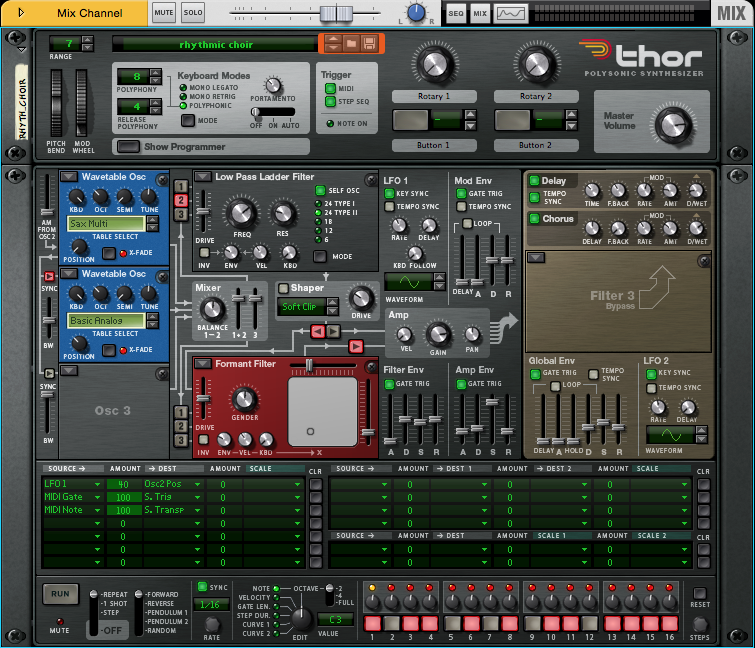 Mix Channel
MUTE SOLO
L R
SEQ MIX
MIX
7
RANGE
rhythmic choir
RHYTH_CHOIR
PITCH BEND
MOD WHEEL
8
POLYPHONY
4
RELEASE POLYPHONY
Keyboard Modes
MONO LEGATO
MONO RETRIG
POLYPHONIC
MODE
PORTAMENTO
OFF ON AUTO
Trigger
MIDI
STEP SEQ
NOTE ON
Show Programmer
Rotary 1
Rotary 2
Button 1
Button 2
thor
POLYSONIC SYNTHESIZER
Master Volume
AM FROM OSC 2
SYNC
BW
SYNC
BW
Wavetable Osc
KBD OCT SEMI TUNE
Sax Multi
TABLE SELECT
POSITION
X-FADE
Wavetable Osc
KBD OCT SEMI TUNE
Basic Analog
TABLE SELECT
POSITION
X-FADE
Osc 3
1
2
3
Low Pass Ladder Filter
DRIVE
FREQ
RES
SELF OSC
24 TYPE I
24 TYPE II
18
12
6
INV ENV VEL KBD
MODE
Mixer
BALANCE
1–2
1+2 3
Shaper
Soft Clip
DRIVE
1
2
3
Formant Filter
DRIVE
GENDER
INV ENV VEL KBD X
LFO 1
KEY SYNC
TEMPO SYNC
RATE DELAY
KBD FOLLOW
WAVEFORM
Mod Env
GATE TRIG
TEMPO SYNC
LOOP
DELAY A D R
Amp
VEL GAIN PAN
Filter Env
GATE TRIG
A D S R
Amp Env
GATE TRIG
A D S R
Delay
TEMPO SYNC
MOD
TIME F.BACK RATE AMT D/WET
Chorus
MOD
DELAY F.BACK RATE AMT D/WET
Filter 3
Bypass
Global Env
GATE TRIG
TEMPO SYNC
LOOP
DELAY A HOLD D S R
LFO 2
KEY SYNC
TEMPO SYNC
RATE DELAY
WAVEFORM
SOURCE AMOUNT DEST AMOUNT SCALE CLR
LFO 1 40 Osc2 Pos 0
MIDI Gate 100 S. Trig 0
MIDI Note 100 S. Transp 0
0 0
0 0
0 0
0 0
SOURCE AMOUNT DEST 1 AMOUNT DEST 2 AMOUNT SCALE CLR
0 0 0
0 0 0
0 0 0
0 0 0
SOURCE AMOUNT DEST AMOUNT SCALE 1 AMOUNT SCALE 2 CLR
0 0 0
0 0 0
RUN
MUTE
REPEAT
1 SHOT
STEP
OFF
FORWARD
REVERSE
PENDULUM 1
PENDULUM 2
RANDOM
SYNC
1/16
RATE
NOTE
VELOCITY
GATE LEN.
STEP DUR.
CURVE 1
CURVE 2
EDIT
OCTAVE
2
4
FULL
C 3
VALUE
1 2 3 4 5 6 7 8 9 10 11 12 13 14 15 16
RESET
STEPS